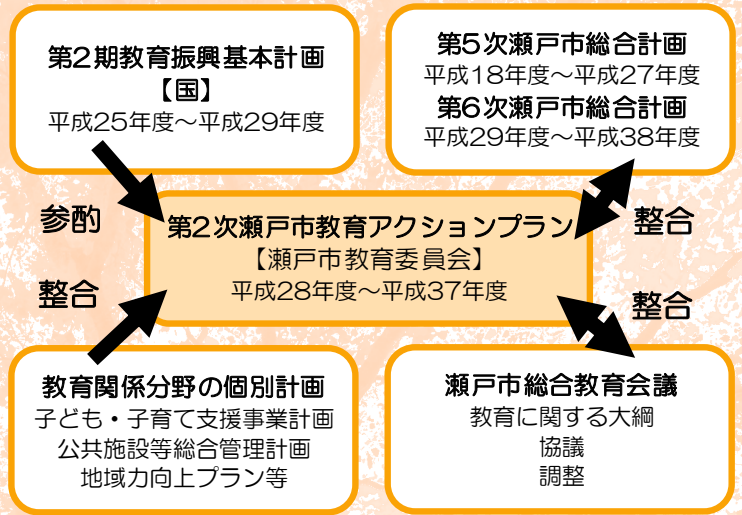 第2期教育振興基本計画
【国】
平成25年度～平成29年度
第5次瀬戸市総合計画
平成18年度～平成27年度
第6次瀬戸市総合計画
平成29年度～平成38年度
参酌
整合
第2次瀬戸市教育アクションプラン
【瀬戸市教育委員会】
平成28年度～平成37年度
整合
整合
教育関係分野の個別計画
子ども・子育て支援事業計画
公共施設等総合管理計画
地域力向上プラン等
瀬戸市総合教育会議
教育に関する大綱
協議
調整